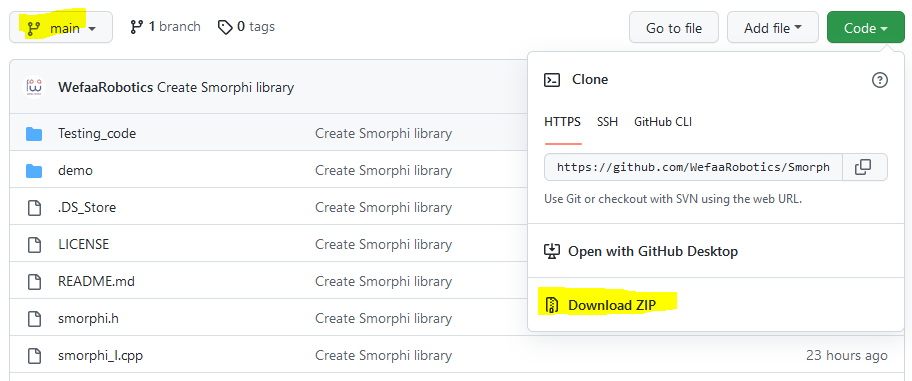 main 1 branch 0 tags Go to file Add file Code
WefaaRobotics Create Smorphi library
Clone
HTTPS SSH GitHub CLI
https://github.com/WefaaRobotics/Smorph
Use Git or checkout with SVN using the web URL.
Open with GitHub Desktop
Download ZIP
Testing_code Create Smorphi library
demo Create Smorphi library
.DS_Store Create Smorphi library
LICENSE Create Smorphi library
README.md Create Smorphi library
smorphi.h Create Smorphi library
smorphi_l.cpp Create Smorphi library 23 hours ago